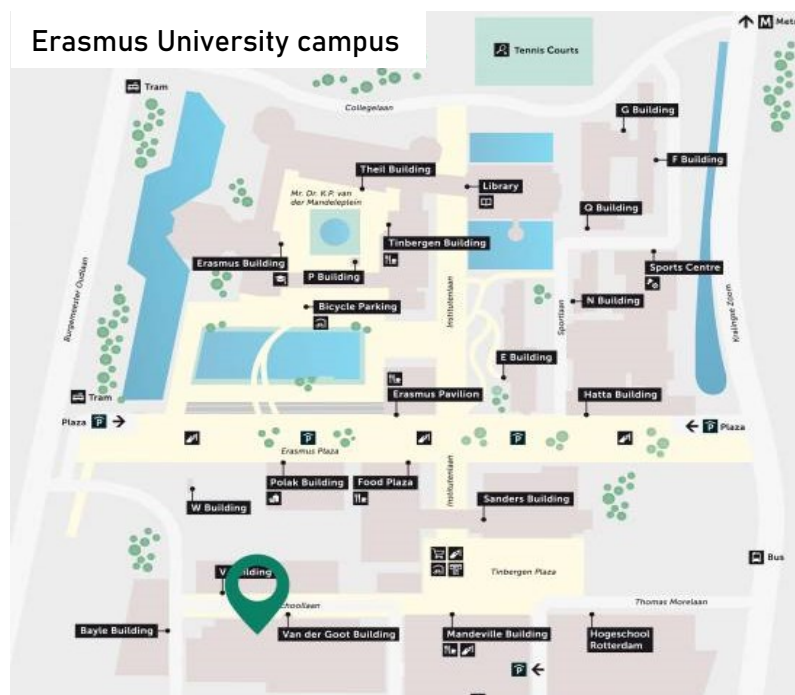 Erasmus University campus
Tennis Courts
M
Tram
Collegelaan
G Building
F Building
Theil Building
Library
Mr. Dr. K.P. van
der Mandeleplein
Q Building
Tinbergen Building
Erasmus Building
P Building
Sports Centre
Bicycle Parking
N Building
Burgemeester Oudlaan
Institutenlaan
Sportlaan
Kralingse Zoom
E Building
Tram
Erasmus Pavilion
Hatta Building
Plaza P
P Plaza
P
P
Erasmus Plaza
Polak Building
Food Plaza
Institutenlaan
Sanders Building
W Building
Bus
Tinbergen Plaza
Thomas Morelaan
Bayle Building
Van der Goot Building
Mandeville Building
Hogeschool
Rotterdam
P